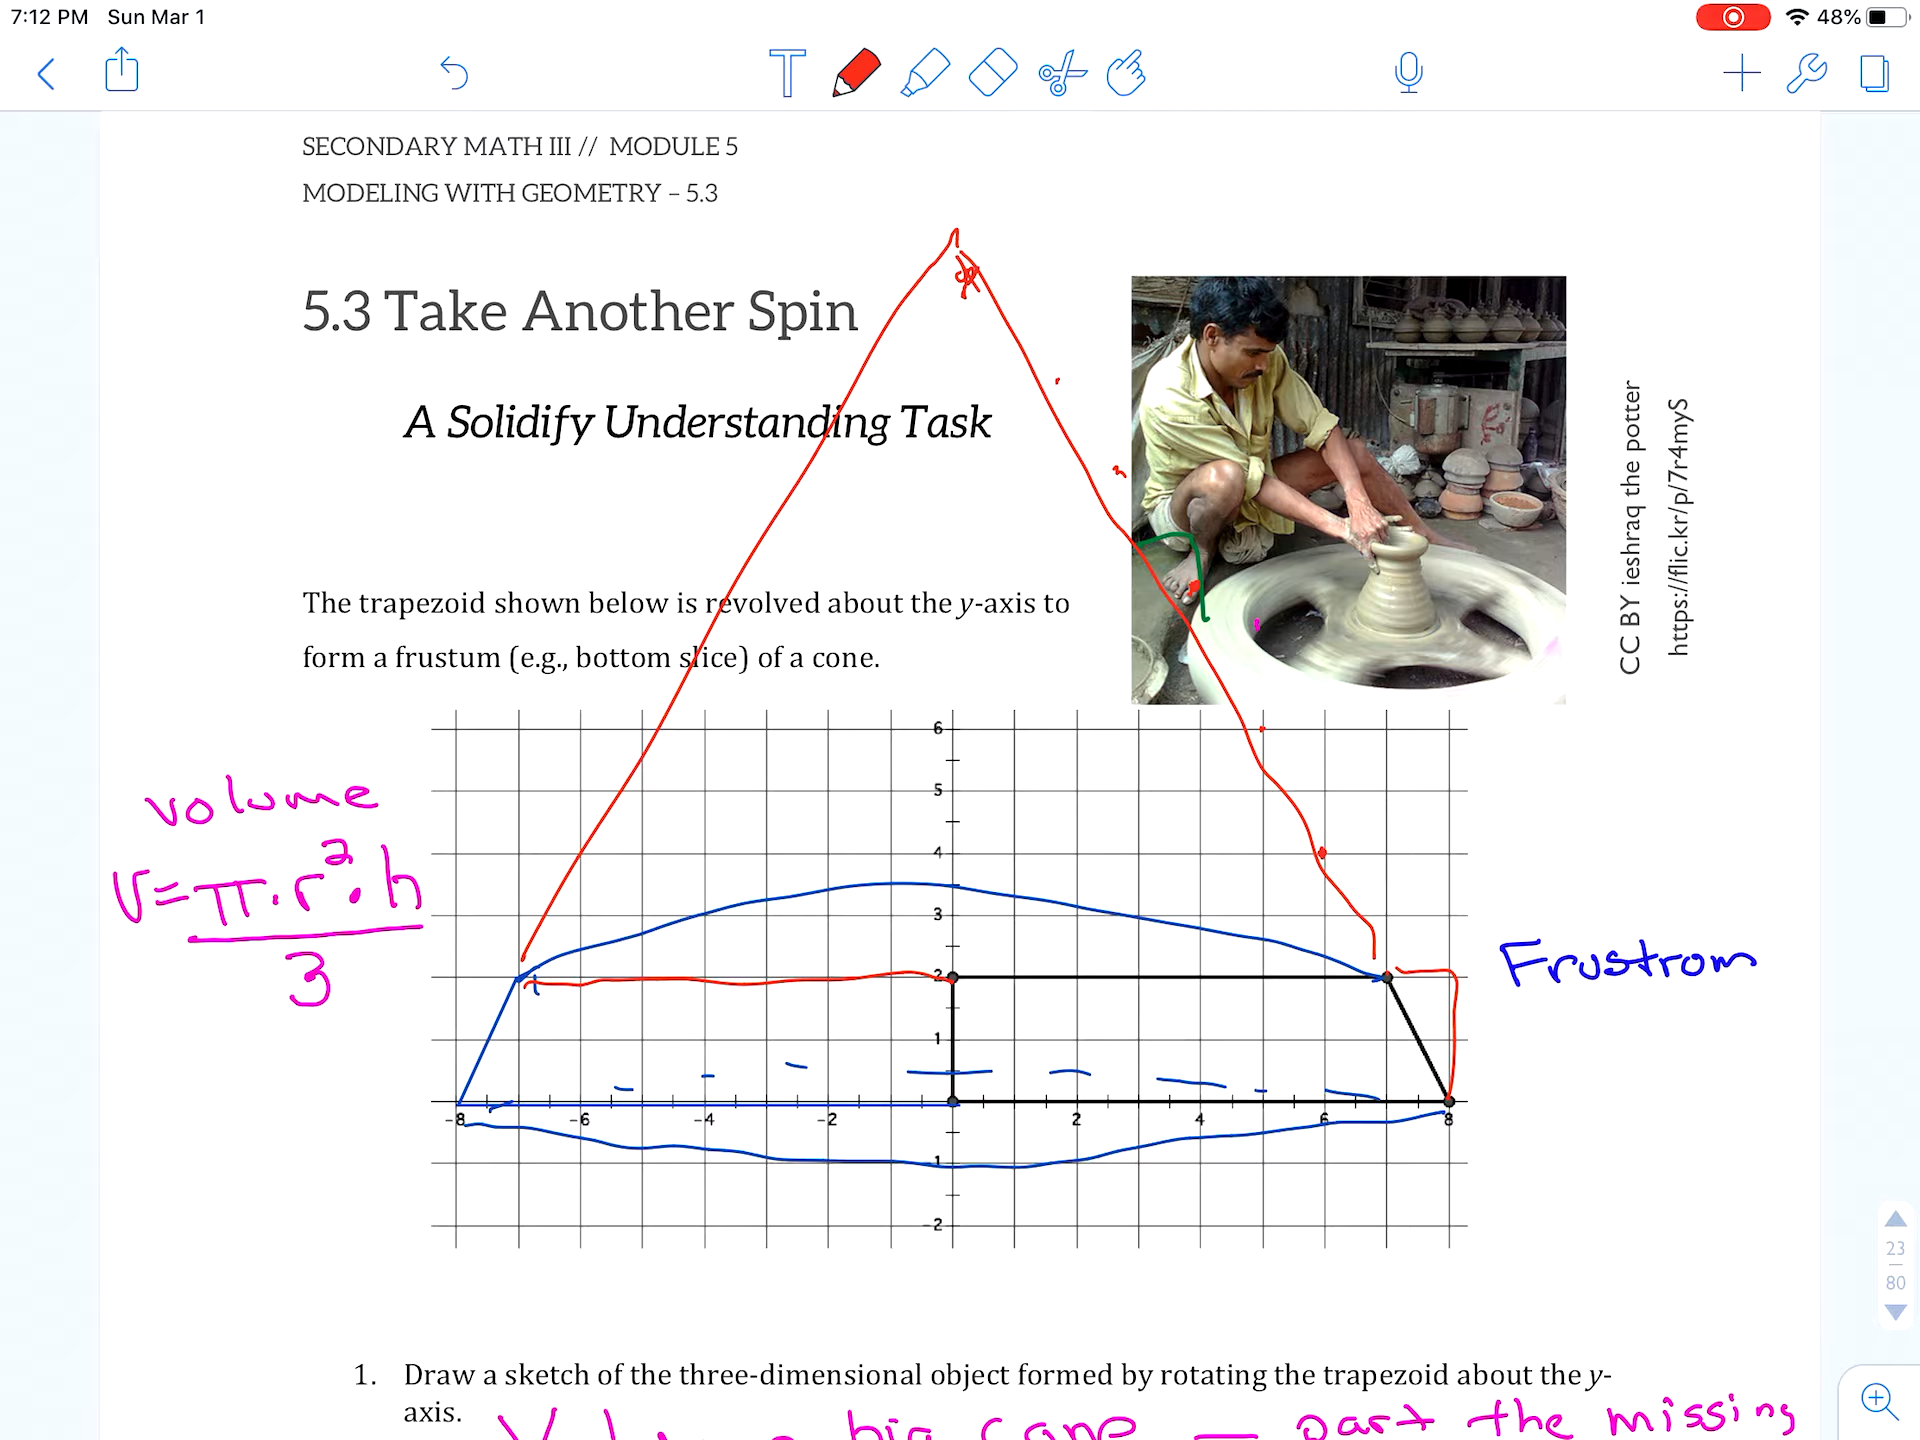 7:12 PM Sun Mar 1
48%
T
SECONDARY MATH III // MODULE 5
MODELING WITH GEOMETRY – 5.3
5.3 Take Another Spin
A Solidify Understanding Task
CC BY ieshraq the potter
https://flic.kr/p/7r4myS
The trapezoid shown below is revolved about the y-axis to
form a frustum (e.g., bottom slice) of a cone.
6
5
4
3
2
1
-8 -6 -4 -2 2 4 6 8
-1
-2
volume
V=π·r²·h
3
Frustrom
23
80
1. Draw a sketch of the three-dimensional object formed by rotating the trapezoid about the y-
axis.
big cone — part the missing